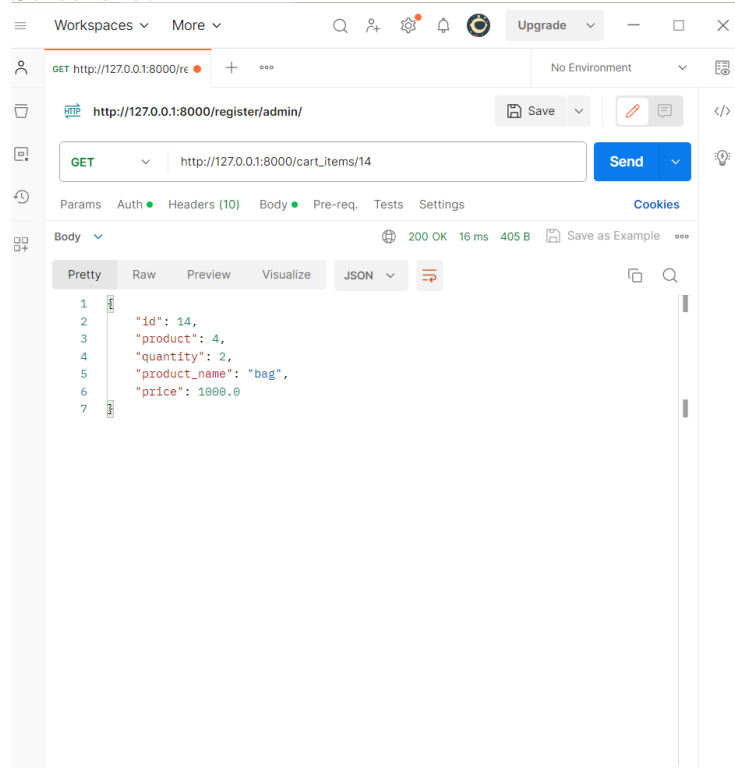 Workspaces More Upgrade
GET http://127.0.0.1:8000/re No Environment
HTTP http://127.0.0.1:8000/register/admin/ Save
GET http://127.0.0.1:8000/cart_items/14 Send
Params Auth Headers (10) Body Pre-req. Tests Settings Cookies
Body 200 OK 16 ms 405 B Save as Example
Pretty Raw Preview Visualize JSON
1 {
2 "id": 14,
3 "product": 4,
4 "quantity": 2,
5 "product_name": "bag",
6 "price": 1000.0
7 }